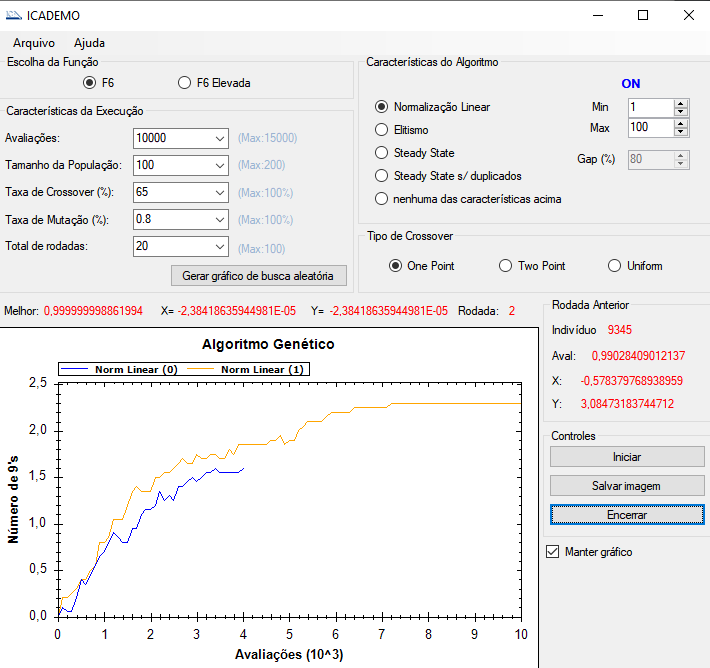 ICADEMO
Arquivo Ajuda
Escolha da Função
F6 F6 Elevada
Características da Execução
Avaliações: 10000 (Max:15000)
Tamanho da População: 100 (Max:200)
Taxa de Crossover (%): 65 (Max:100%)
Taxa de Mutação (%): 0.8 (Max:100%)
Total de rodadas: 20 (Max:100)
Gerar gráfico de busca aleatória
Características do Algoritmo
ON
Normalização Linear Min 1
Elitismo Max 100
Steady State Gap (%) 80
Steady State s/ duplicados
nenhuma das características acima
Tipo de Crossover
One Point Two Point Uniform
Melhor: 0,999999998861994 X= -2,38418635944981E-05 Y= -2,38418635944981E-05 Rodada: 2
Rodada Anterior
Indivíduo 9345
Aval: 0,99028409012137
X: -0,578379768938959
Y: 3,08473183744712
Controles
Iniciar
Salvar imagem
Encerrar
Manter gráfico
Algoritmo Genético
Norm Linear (0) Norm Linear (1)
Número de 9's
2,5
2,0
1,5
1,0
0,5
0,0
0 1 2 3 4 5 6 7 8 9 10
Avaliações (10^3)